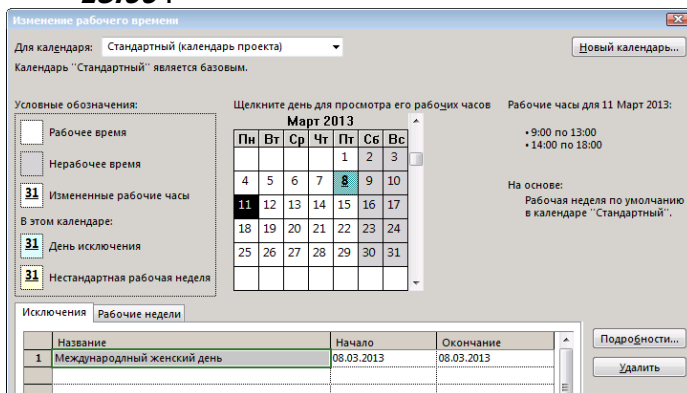 Изменение рабочего времени
Для календаря: Стандартный (календарь проекта) Новый календарь...
Календарь ''Стандартный'' является базовым.
Условные обозначения: Щелкните день для просмотра его рабочих часов Рабочие часы для 11 Март 2013:
Март 2013
Рабочее время
Нерабочее время
31 Измененные рабочие часы
В этом календаре:
31 День исключения
31 Нестандартная рабочая неделя
Пн Вт Ср Чт Пт Сб Вс
1 2 3
4 5 6 7 8 9 10
11 12 13 14 15 16 17
18 19 20 21 22 23 24
25 26 27 28 29 30 31
• 9:00 по 13:00
• 14:00 по 18:00
На основе:
Рабочая неделя по умолчанию
в календаре ''Стандартный''.
Исключения Рабочие недели
Название Начало Окончание
1 Международлный женский день 08.03.2013 08.03.2013
Подробности...
Удалить